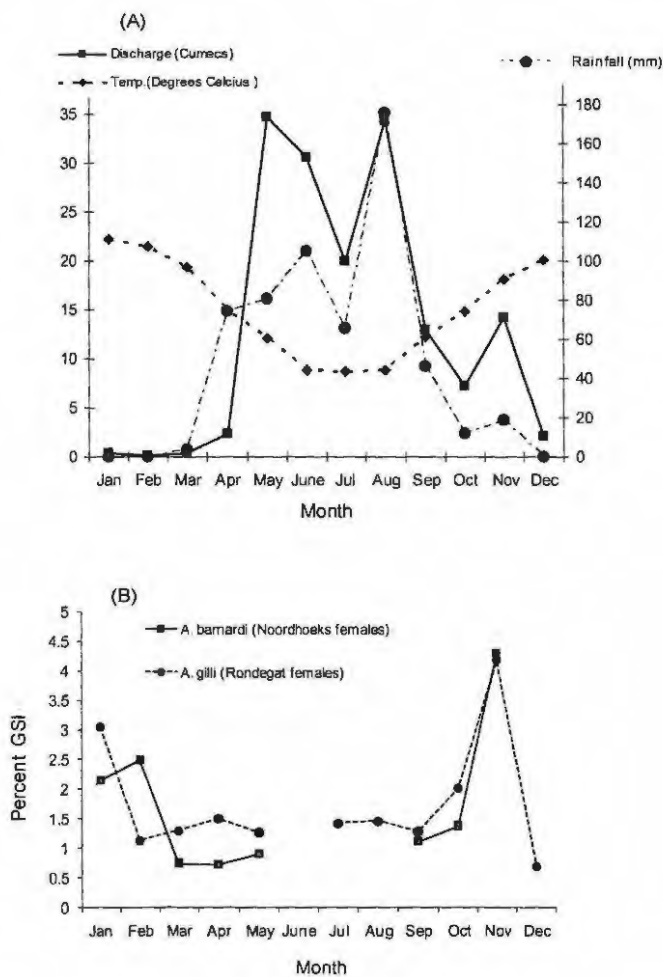 (A)
Discharge (Cumecs)
Temp.(Degrees Celcius )
Rainfall (mm)
35
30
25
20
15
10
5
0
180
160
140
120
100
80
60
40
20
0
Jan Feb Mar Apr May June Jul Aug Sep Oct Nov Dec
Month
(B)
A. barnardi (Noordhoeks females)
A. gilli (Rondegat females)
Percent GSI
5
4.5
4
3.5
3
2.5
2
1.5
1
0.5
0
Jan Feb Mar Apr May June Jul Aug Sep Oct Nov Dec
Month